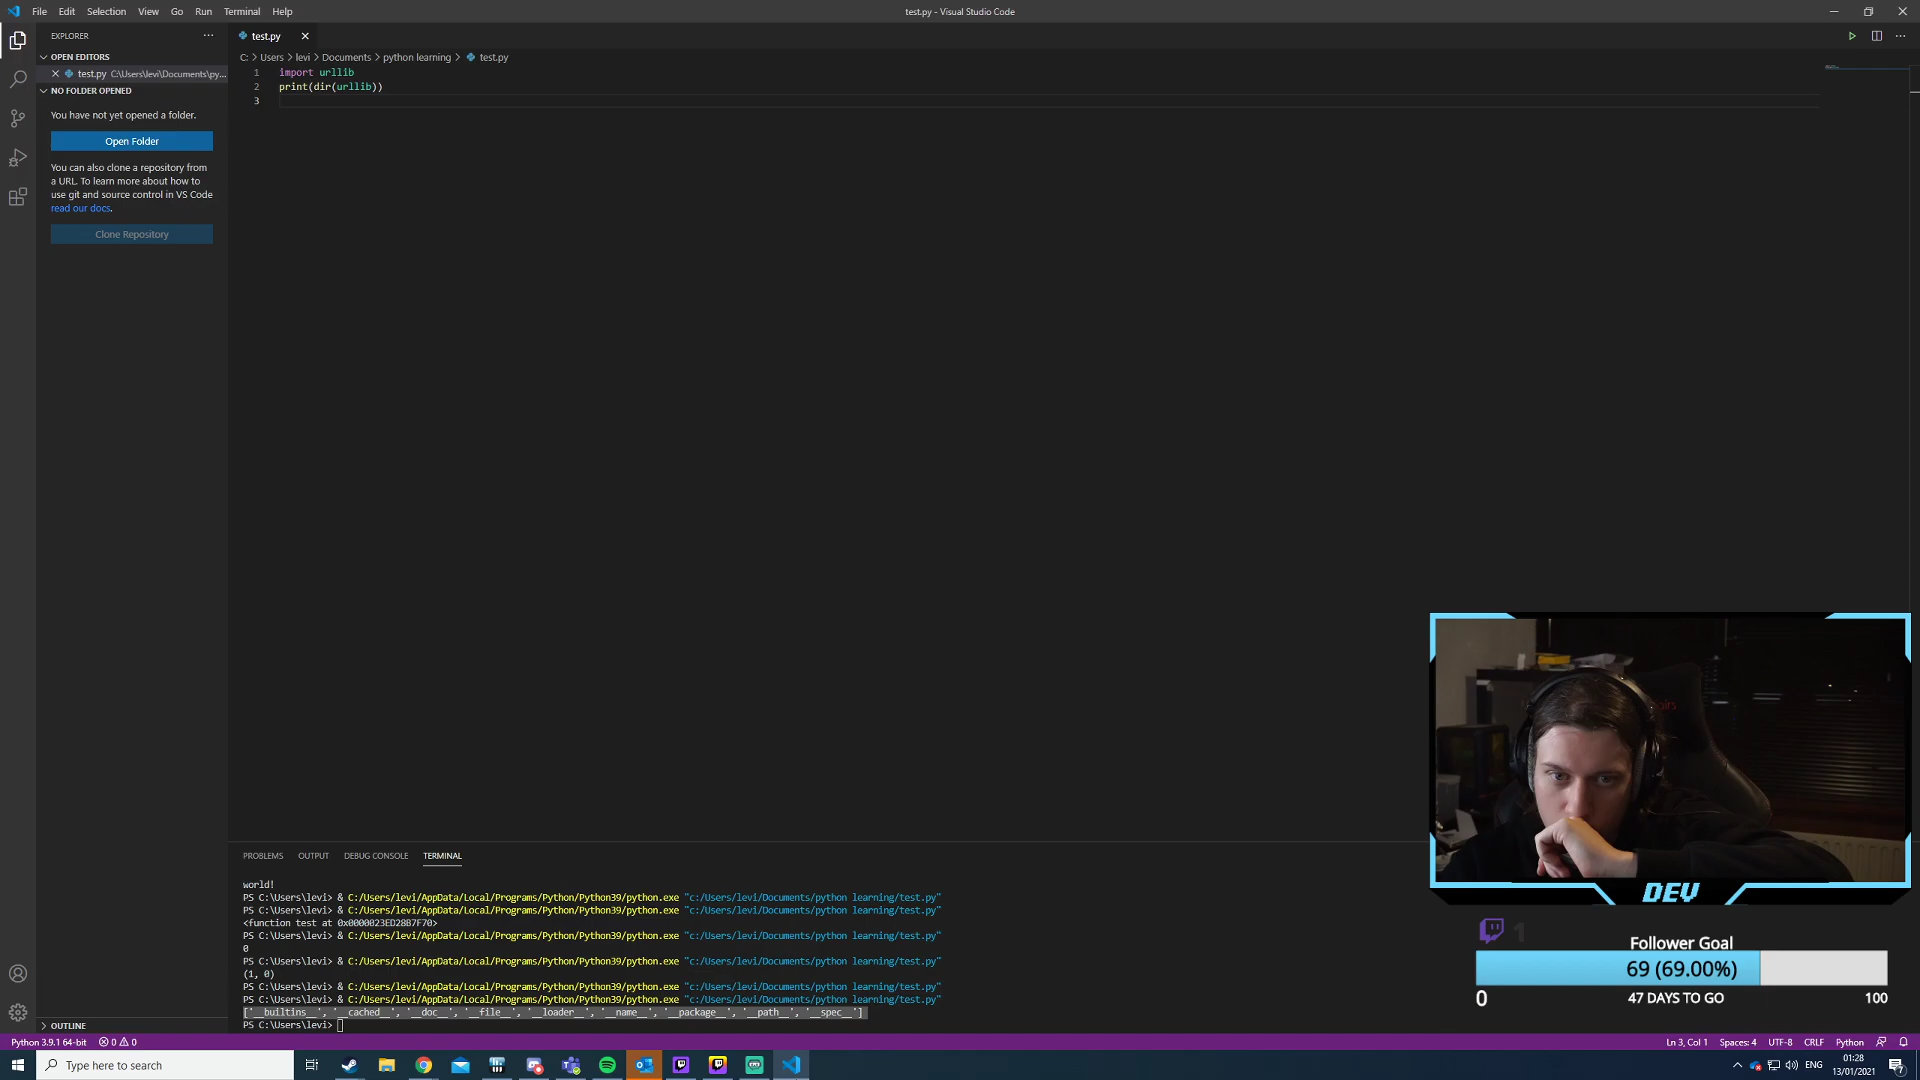 File Edit Selection View Go Run Terminal Help
test.py - Visual Studio Code
EXPLORER
test.py
OPEN EDITORS
C: > Users > levi > Documents > python learning > test.py
test.py C:\Users\levi\Documents\py...
NO FOLDER OPENED
1 import urllib
2 print(dir(urllib))
3
You have not yet opened a folder.
Open Folder
You can also clone a repository from
a URL. To learn more about how to
use git and source control in VS Code
read our docs.
Clone Repository
PROBLEMS OUTPUT DEBUG CONSOLE TERMINAL
world!
PS C:\Users\levi> & C:/Users/levi/AppData/Local/Programs/Python/Python39/python.exe "c:/Users/levi/Documents/python learning/test.py"
PS C:\Users\levi> & C:/Users/levi/AppData/Local/Programs/Python/Python39/python.exe "c:/Users/levi/Documents/python learning/test.py"
<function test at 0x0000023ED28B7F70>
PS C:\Users\levi> & C:/Users/levi/AppData/Local/Programs/Python/Python39/python.exe "c:/Users/levi/Documents/python learning/test.py"
0
PS C:\Users\levi> & C:/Users/levi/AppData/Local/Programs/Python/Python39/python.exe "c:/Users/levi/Documents/python learning/test.py"
(1, 0)
PS C:\Users\levi> & C:/Users/levi/AppData/Local/Programs/Python/Python39/python.exe "c:/Users/levi/Documents/python learning/test.py"
PS C:\Users\levi> & C:/Users/levi/AppData/Local/Programs/Python/Python39/python.exe "c:/Users/levi/Documents/python learning/test.py"
['__builtins__', '__cached__', '__doc__', '__file__', '__loader__', '__name__', '__package__', '__path__', '__spec__']
PS C:\Users\levi>
DEV
1
Follower Goal
69 (69.00%)
0 47 DAYS TO GO 100
OUTLINE
Python 3.9.1 64-bit 0 0
Ln 3, Col 1 Spaces: 4 UTF-8 CRLF Python
Type here to search
ENG
01:28
13/01/2021
7